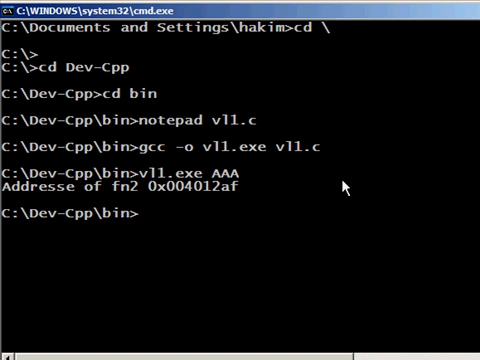 C:\WINDOWS\system32\cmd.exe
C:\Documents and Settings\hakim>cd \
C:\>
C:\>cd Dev-Cpp
C:\Dev-Cpp>cd bin
C:\Dev-Cpp\bin>notepad vl1.c
C:\Dev-Cpp\bin>gcc -o vl1.exe vl1.c
C:\Dev-Cpp\bin>vl1.exe AAA
Addresse of fn2 0x004012af
C:\Dev-Cpp\bin>